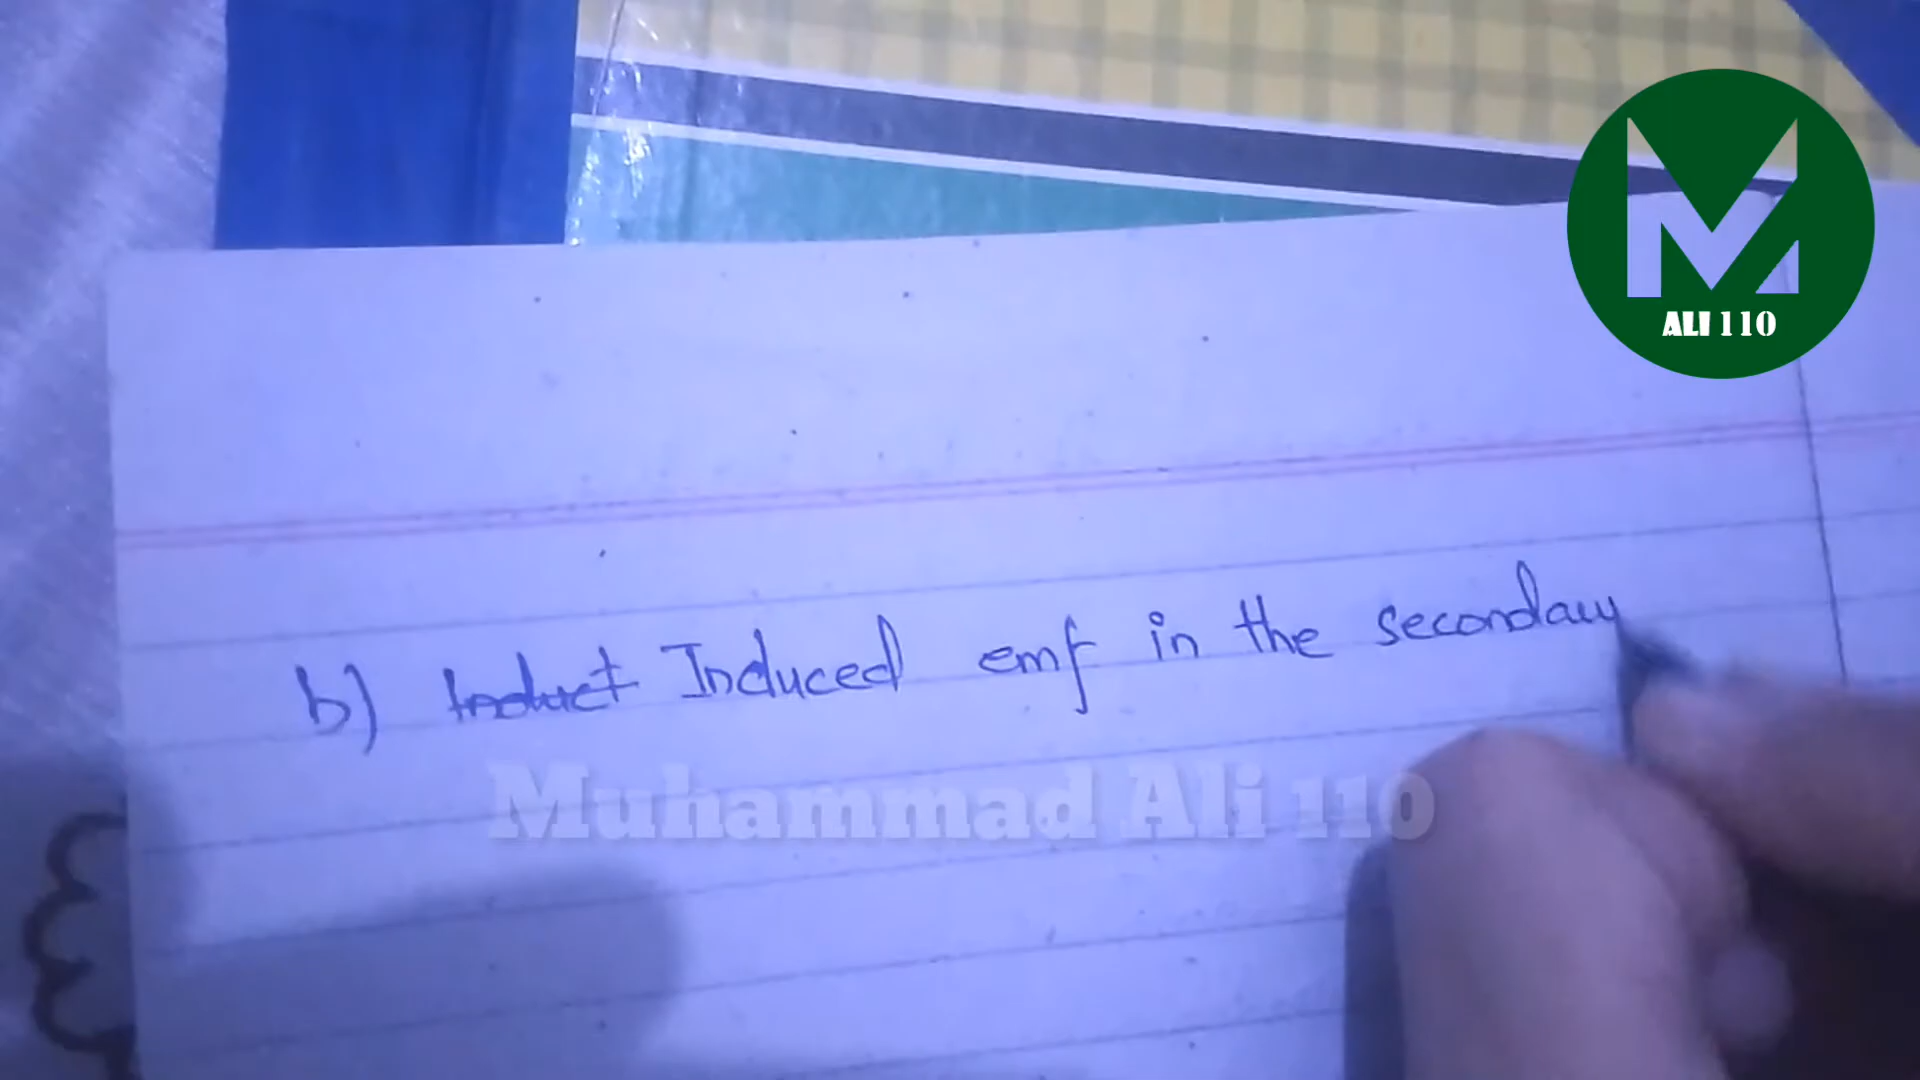 M
ALI 110
b) Induct Induced emf in the secondary
Muhammad Ali 110